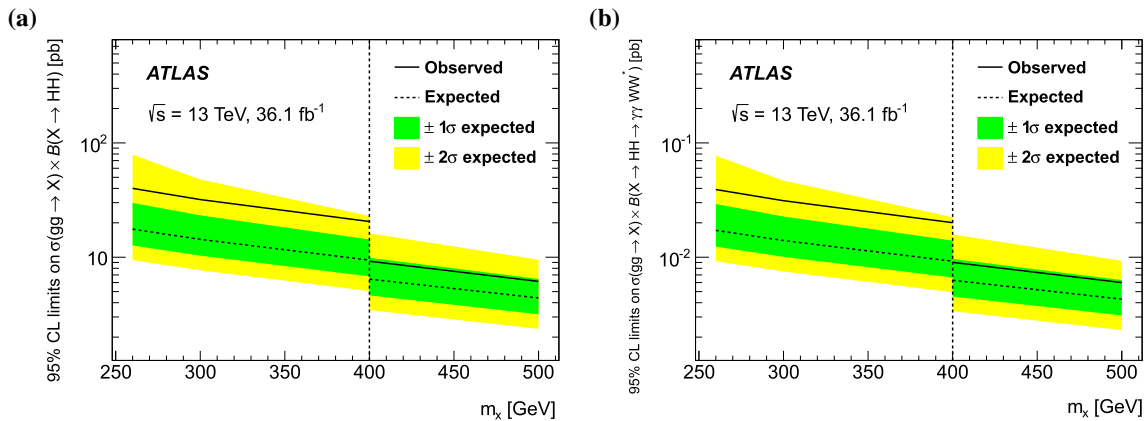 (a)
95% CL limits on σ(gg → X) × B(X → HH) [pb]
ATLAS
√s = 13 TeV, 36.1 fb⁻¹
Observed
Expected
± 1σ expected
± 2σ expected
10²
10
250 300 350 400 450 500
mₓ [GeV]
(b)
95% CL limits on σ(gg → X) × B(X → HH → γγ WW*) [pb]
ATLAS
√s = 13 TeV, 36.1 fb⁻¹
Observed
Expected
± 1σ expected
± 2σ expected
10⁻¹
10⁻²
250 300 350 400 450 500
mₓ [GeV]